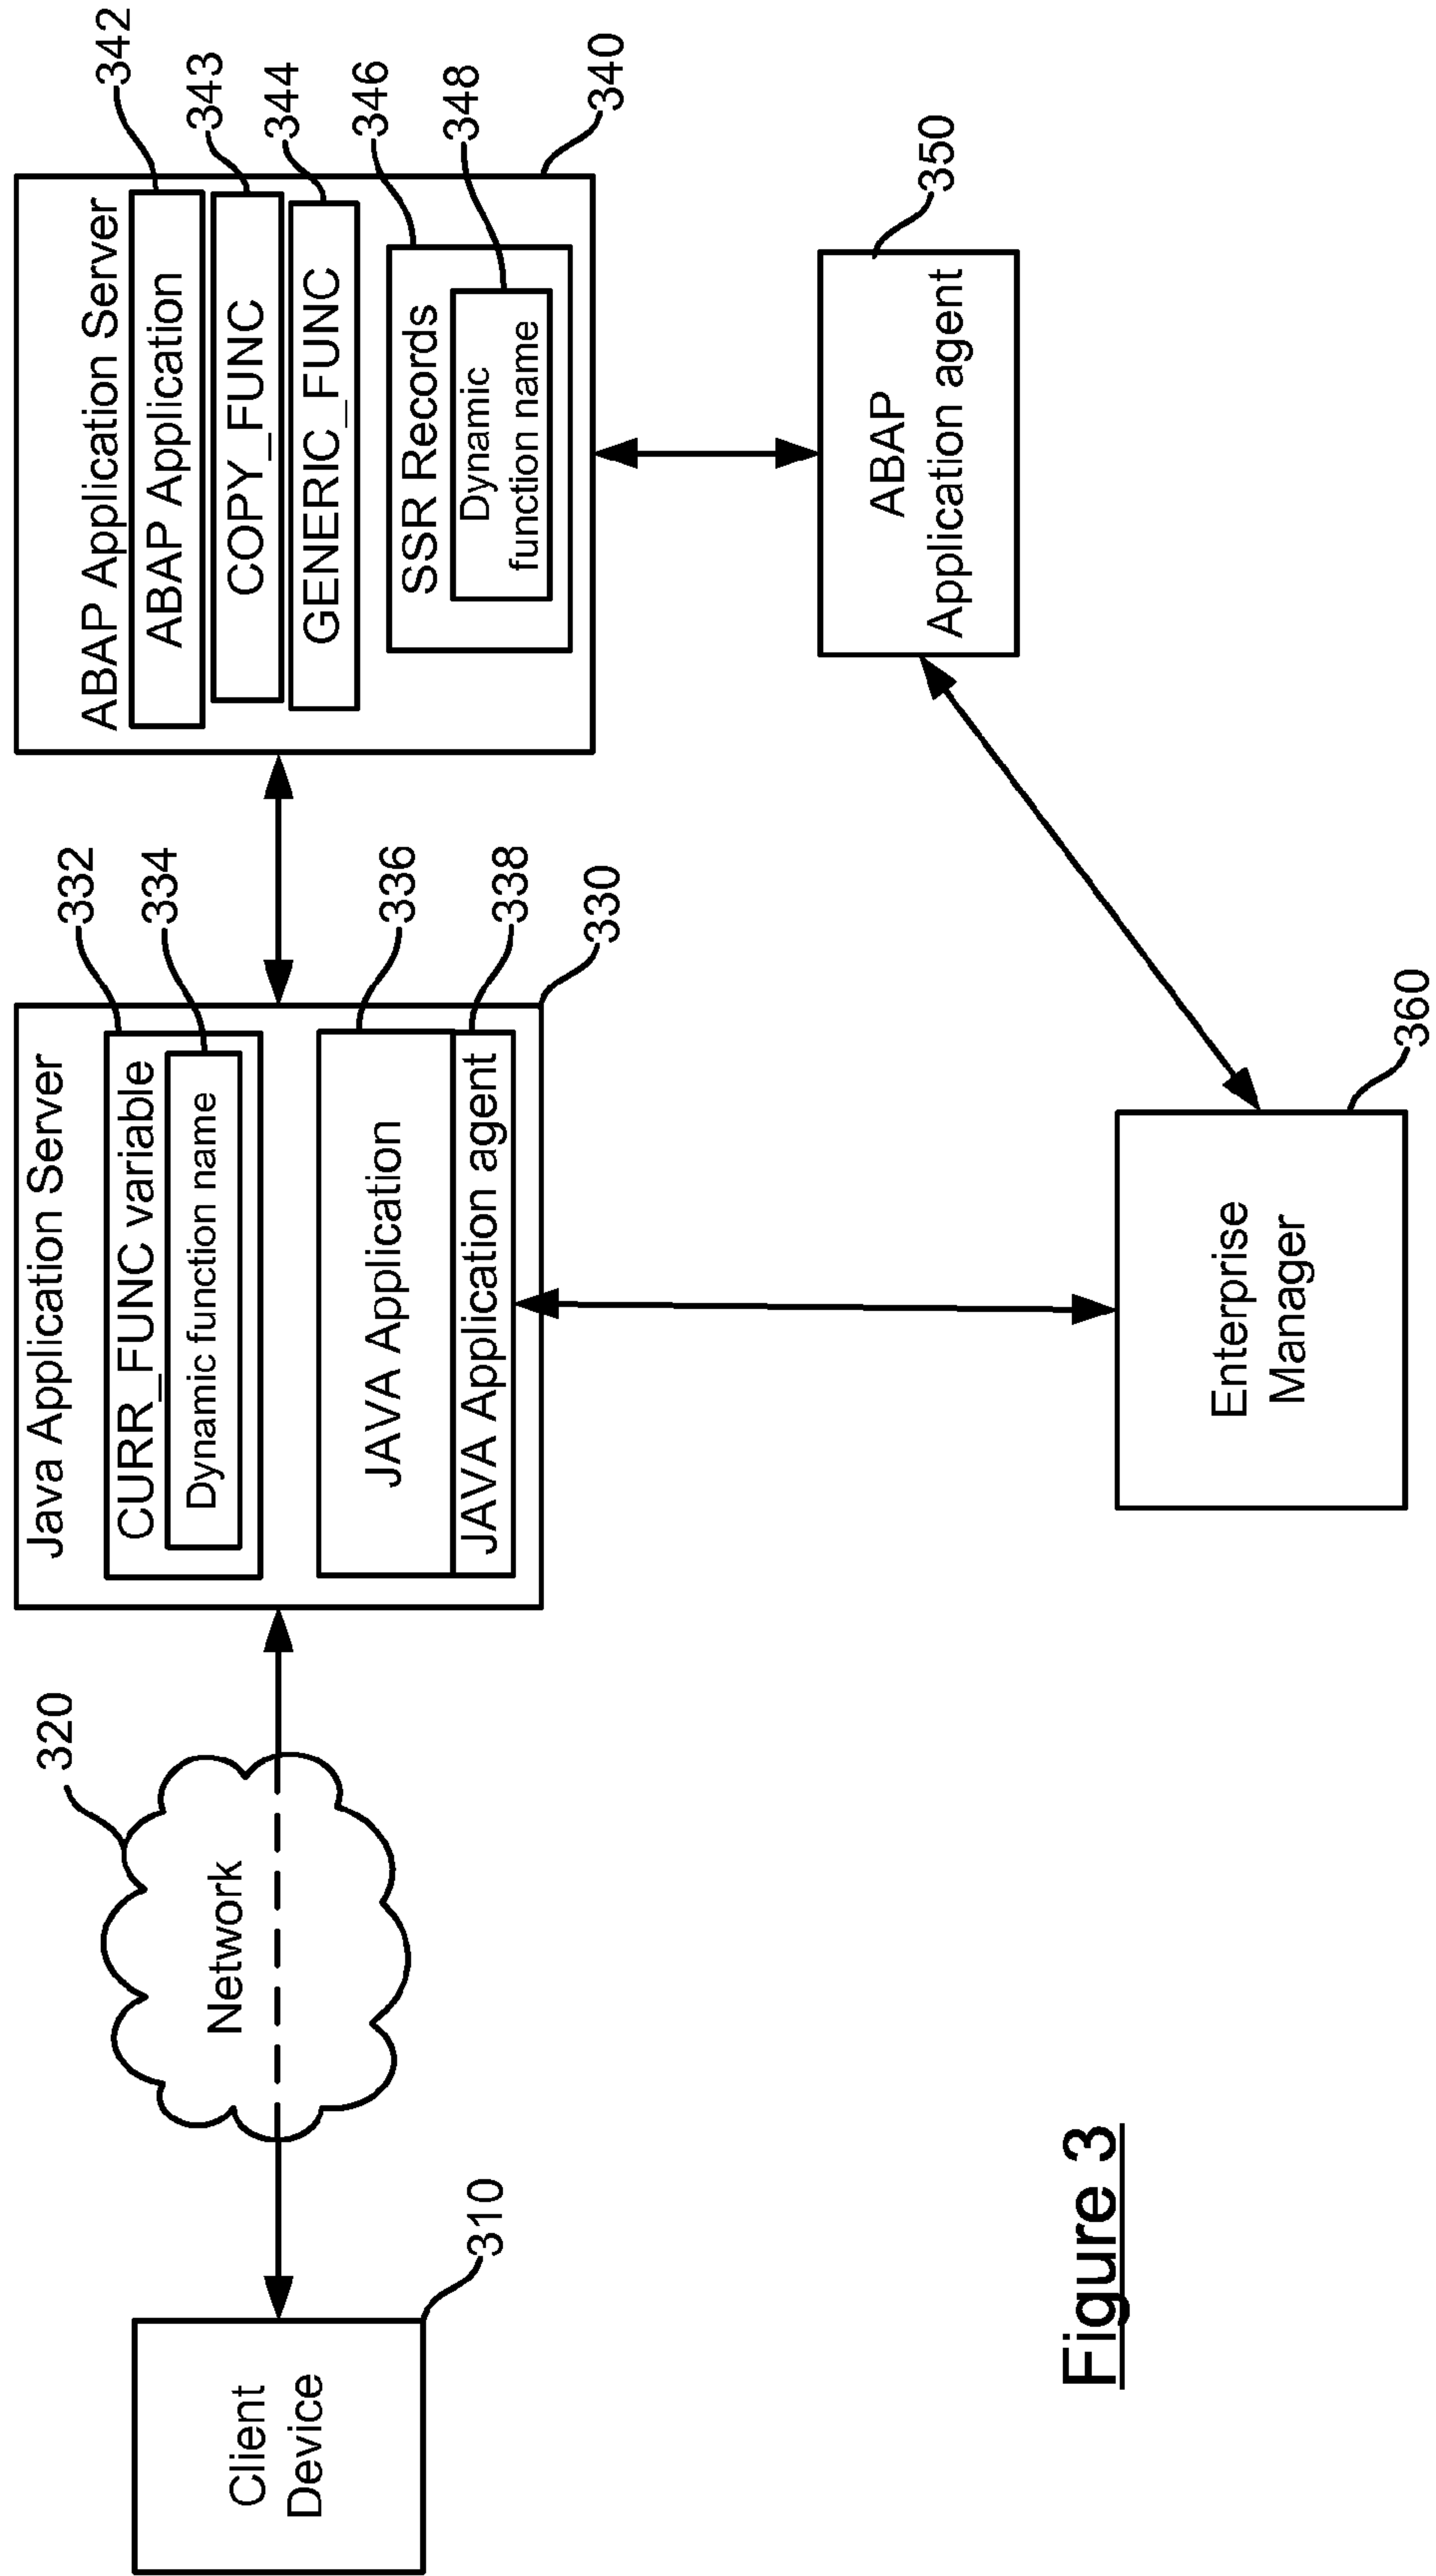 Client
Device
310
Network
320
Java Application Server
CURR_FUNC variable
Dynamic function name
JAVA Application
JAVA Application agent
332
334
336
338
330
ABAP Application Server
ABAP Application
COPY_FUNC
GENERIC_FUNC
SSR Records
Dynamic
function name
342
343
344
346
348
340
ABAP
Application agent
350
Enterprise
Manager
360
Figure 3